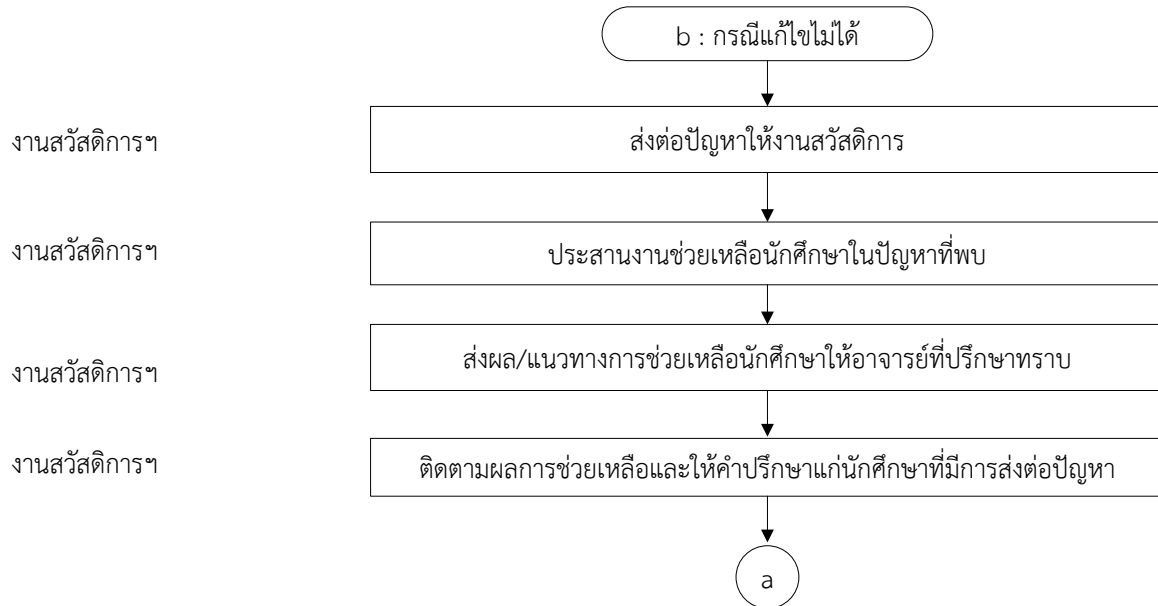 b : กรณีแก้ไขไม่ได้
งานสวัสดิการฯ
ส่งต่อปัญหาให้งานสวัสดิการ
งานสวัสดิการฯ
ประสานงานช่วยเหลือนักศึกษาในปัญหาที่พบ
งานสวัสดิการฯ
ส่งผล/แนวทางการช่วยเหลือนักศึกษาให้อาจารย์ที่ปรึกษาทราบ
งานสวัสดิการฯ
ติดตามผลการช่วยเหลือและให้คำปรึกษาแก่นักศึกษาที่มีการส่งต่อปัญหา
a